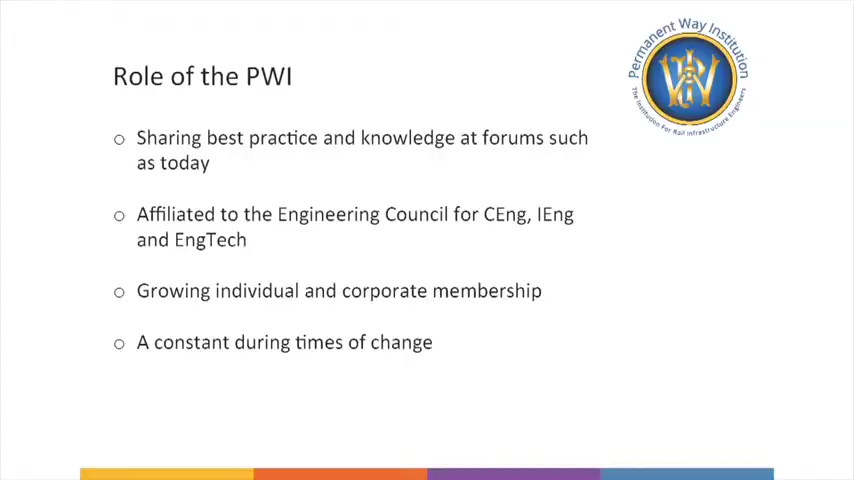 Permanent Way Institution
The Institution For Rail Infrastructure Engineers
Role of the PWI
o Sharing best practice and knowledge at forums such
as today
o Affiliated to the Engineering Council for CEng, IEng
and EngTech
o Growing individual and corporate membership
o A constant during times of change